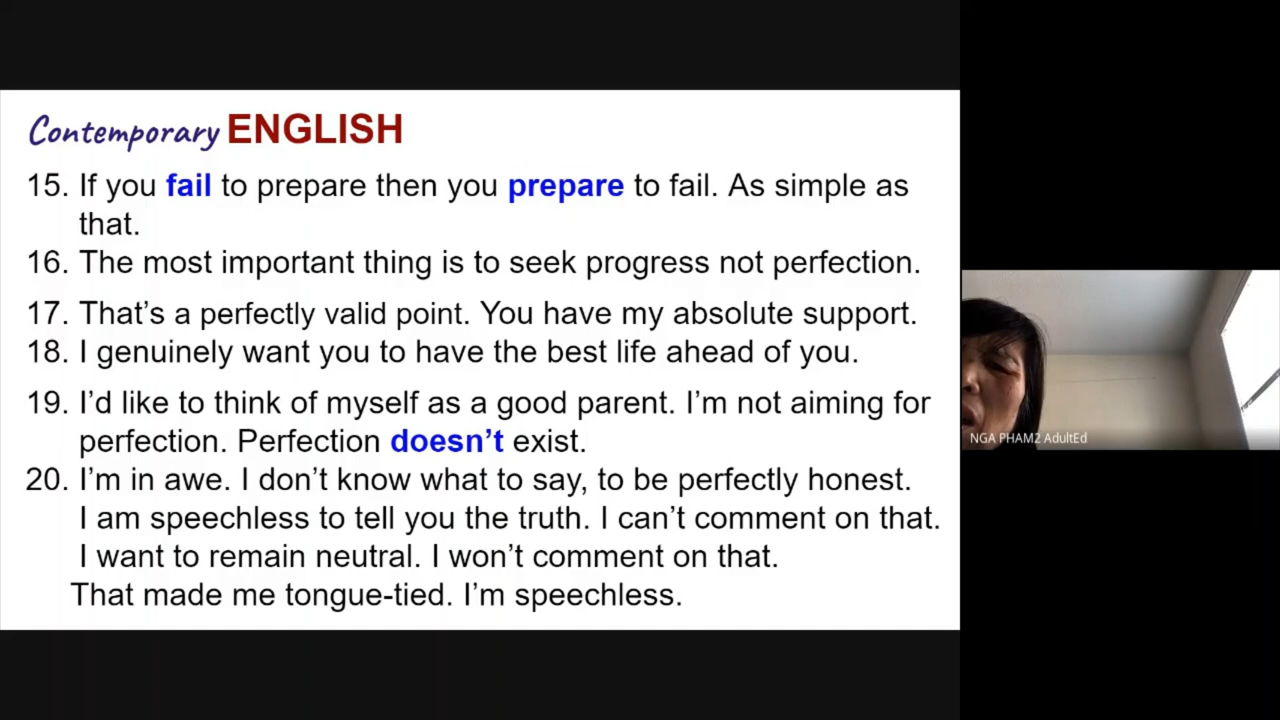 Contemporary ENGLISH
15. If you fail to prepare then you prepare to fail. As simple as
that.
16. The most important thing is to seek progress not perfection.
17. That’s a perfectly valid point. You have my absolute support.
18. I genuinely want you to have the best life ahead of you.
19. I’d like to think of myself as a good parent. I’m not aiming for
perfection. Perfection doesn’t exist.
20. I’m in awe. I don’t know what to say, to be perfectly honest.
I am speechless to tell you the truth. I can’t comment on that.
I want to remain neutral. I won’t comment on that.
That made me tongue-tied. I’m speechless.
NGA PHAM2 AdultEd